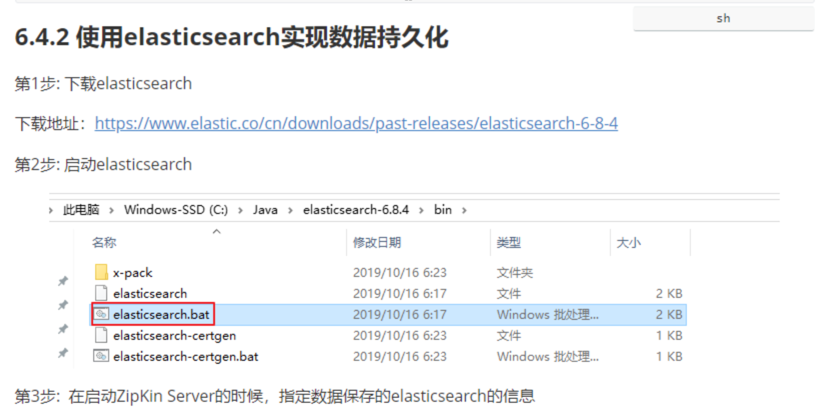 sh
6.4.2 使用elasticsearch实现数据持久化
第1步: 下载elasticsearch
下载地址：https://www.elastic.co/cn/downloads/past-releases/elasticsearch-6-8-4
第2步: 启动elasticsearch
› 此电脑 › Windows-SSD (C:) › Java › elasticsearch-6.8.4 › bin ›
名称 修改日期 类型 大小
x-pack 2019/10/16 6:23 文件夹
elasticsearch 2019/10/16 6:17 文件 2 KB
elasticsearch.bat 2019/10/16 6:17 Windows 批处理... 2 KB
elasticsearch-certgen 2019/10/16 6:23 文件 1 KB
elasticsearch-certgen.bat 2019/10/16 6:23 Windows 批处理... 1 KB
第3步: 在启动ZipKin Server的时候，指定数据保存的elasticsearch的信息